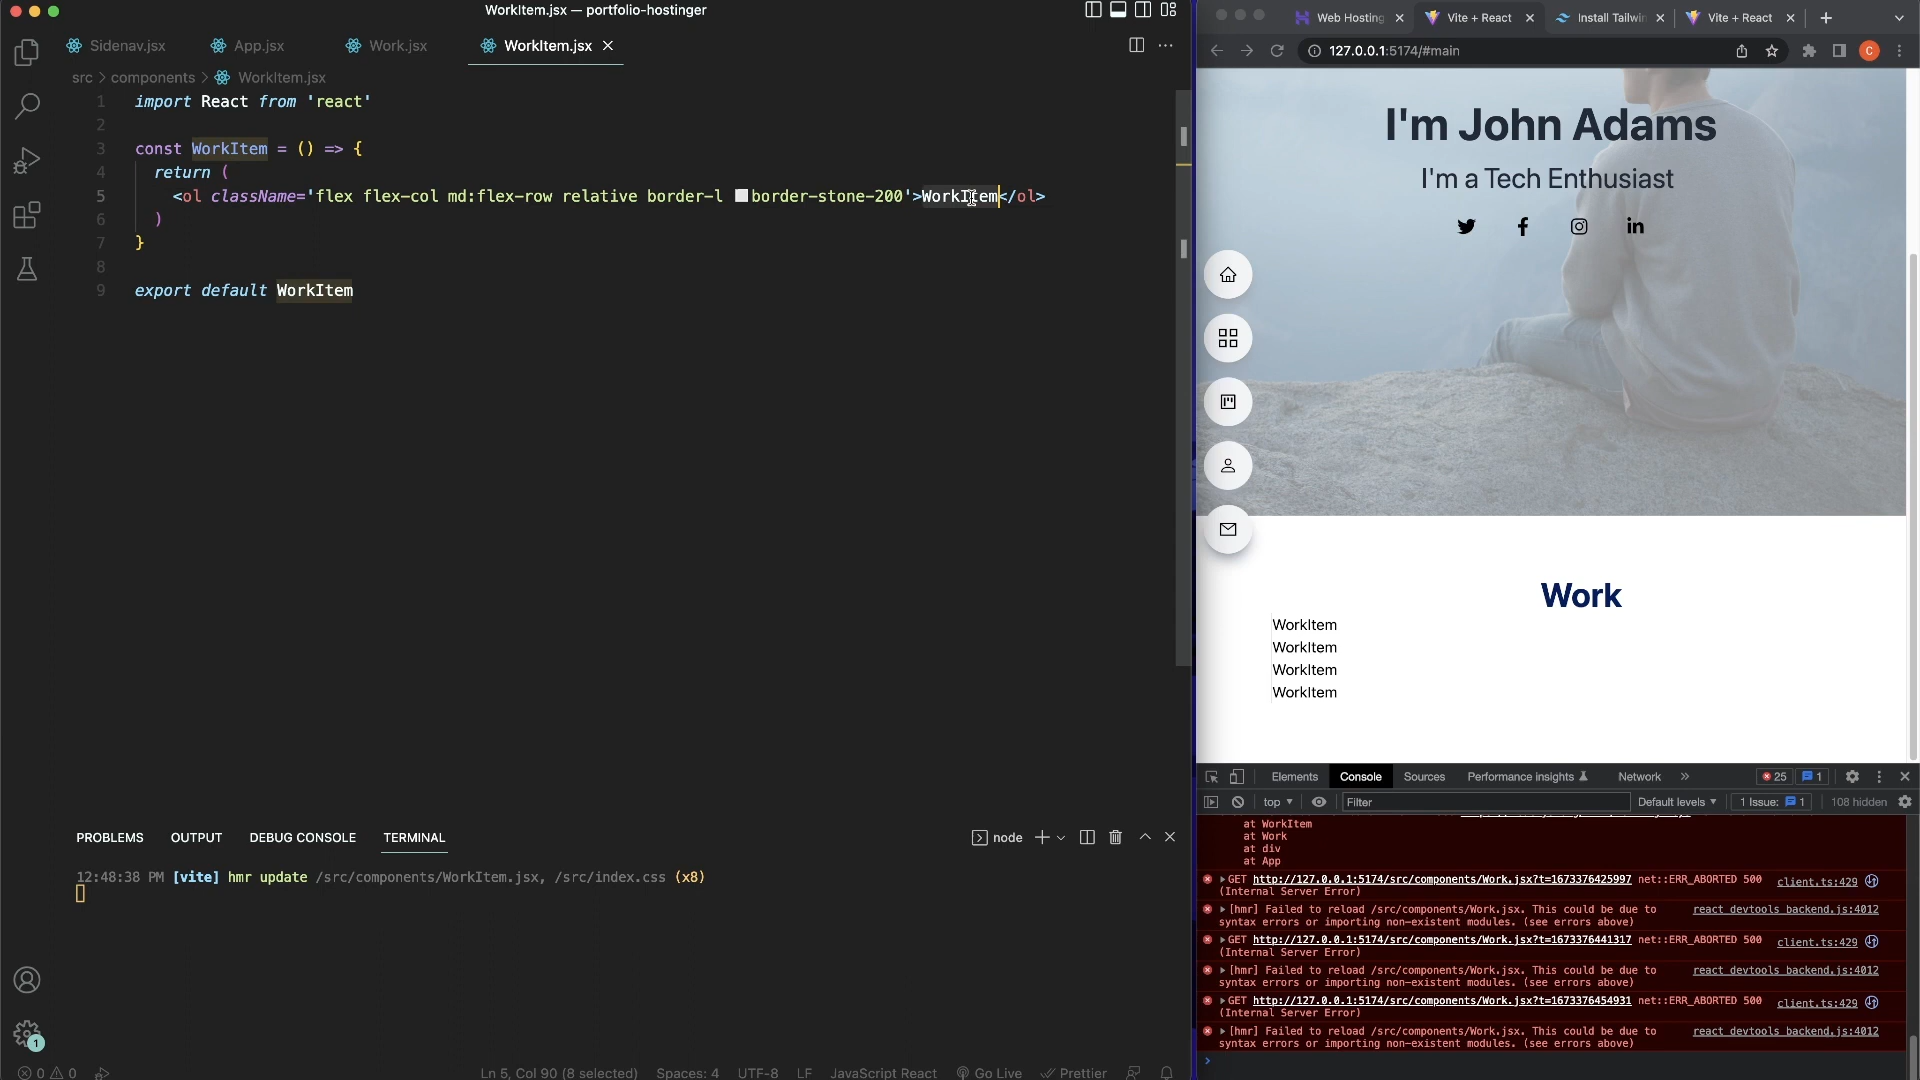 WorkItem.jsx — portfolio-hostinger
Sidenav.jsx
App.jsx
Work.jsx
WorkItem.jsx
src > components > WorkItem.jsx
1 import React from 'react'
2
3 const WorkItem = () => {
4 return (
5 <ol className='flex flex-col md:flex-row relative border-l border-stone-200'>WorkItem</ol>
6 )
7 }
8
9 export default WorkItem
PROBLEMS
OUTPUT
DEBUG CONSOLE
TERMINAL
node
12:48:38 PM [vite] hmr update /src/components/WorkItem.jsx, /src/index.css (x8)
1
0 0
Ln 5, Col 90 (8 selected)
Spaces: 4
UTF-8
LF
JavaScript React
Go Live
Prettier
Web Hosting
Vite + React
Install Tailwin
Vite + React
127.0.0.1:5174/#main
C
I'm John Adams
I'm a Tech Enthusiast
Work
WorkItem
WorkItem
WorkItem
WorkItem
Elements
Console
Sources
Performance insights
Network
25
1
top
Filter
Default levels
1 Issue: 1
108 hidden
at WorkItem
at Work
at div
at App
GET http://127.0.0.1:5174/src/components/Work.jsx?t=1673376425997 net::ERR_ABORTED 500 client.ts:429
(Internal Server Error)
[hmr] Failed to reload /src/components/Work.jsx. This could be due to react_devtools_backend.js:4012
syntax errors or importing non-existent modules. (see errors above)
GET http://127.0.0.1:5174/src/components/Work.jsx?t=1673376441317 net::ERR_ABORTED 500 client.ts:429
(Internal Server Error)
[hmr] Failed to reload /src/components/Work.jsx. This could be due to react_devtools_backend.js:4012
syntax errors or importing non-existent modules. (see errors above)
GET http://127.0.0.1:5174/src/components/Work.jsx?t=1673376454931 net::ERR_ABORTED 500 client.ts:429
(Internal Server Error)
[hmr] Failed to reload /src/components/Work.jsx. This could be due to react_devtools_backend.js:4012
syntax errors or importing non-existent modules. (see errors above)